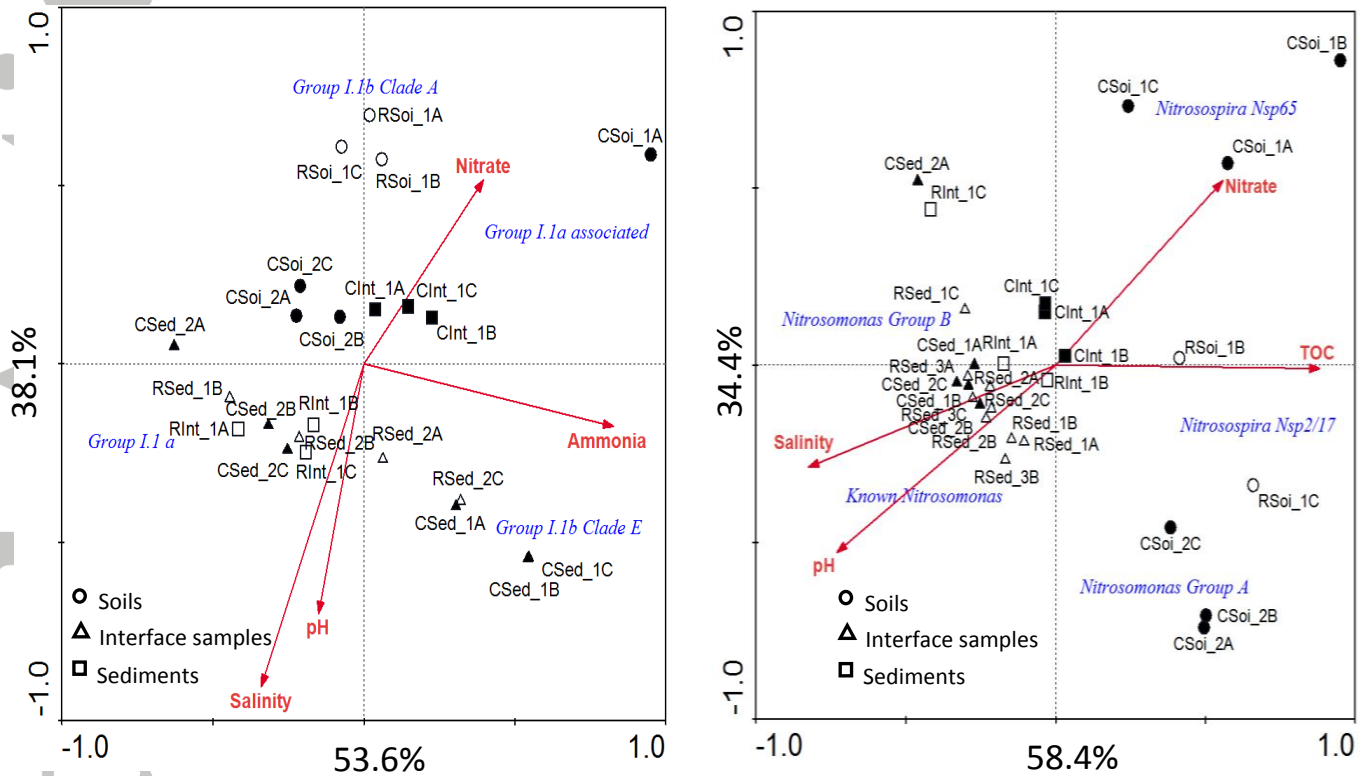 1.0
Group I.1b Clade A
RSoi_1A
CSoi_1A
RSoi_1C
RSoi_1B
Nitrate
Group I.1a associated
CSoi_2C
CInt_1A
CInt_1C
CSoi_2A
CSoi_2B
CInt_1B
CSed_2A
38.1%
RSed_1B
CSed_2B
RInt_1B
RInt_1A
RSed_2B
RSed_2A
Ammonia
Group I.1 a
CSed_2C
RInt_1C
RSed_2C
CSed_1A
Group I.1b Clade E
CSed_1C
CSed_1B
Soils
pH
Interface samples
Sediments
Salinity
-1.0
-1.0
53.6%
1.0
1.0
CSoi_1B
CSoi_1C
Nitrosospira Nsp65
CSoi_1A
CSed_2A
RInt_1C
Nitrate
RSed_1C
CInt_1C
Nitrosomonas Group B
CInt_1A
CSed_1A
RInt_1A
CInt_1B
RSoi_1B
TOC
RSed_3A
RSed_2A
34.4%
CSed_2C
RInt_1B
CSed_1B
RSed_2C
RSed_3C
CSed_2B
RSed_1B
Nitrosospira Nsp2/17
Salinity
RSed_2B
RSed_1A
RSed_3B
Known Nitrosomonas
RSoi_1C
CSoi_2C
pH
Nitrosomonas Group A
Soils
CSoi_2B
Interface samples
CSoi_2A
Sediments
-1.0
-1.0
58.4%
1.0